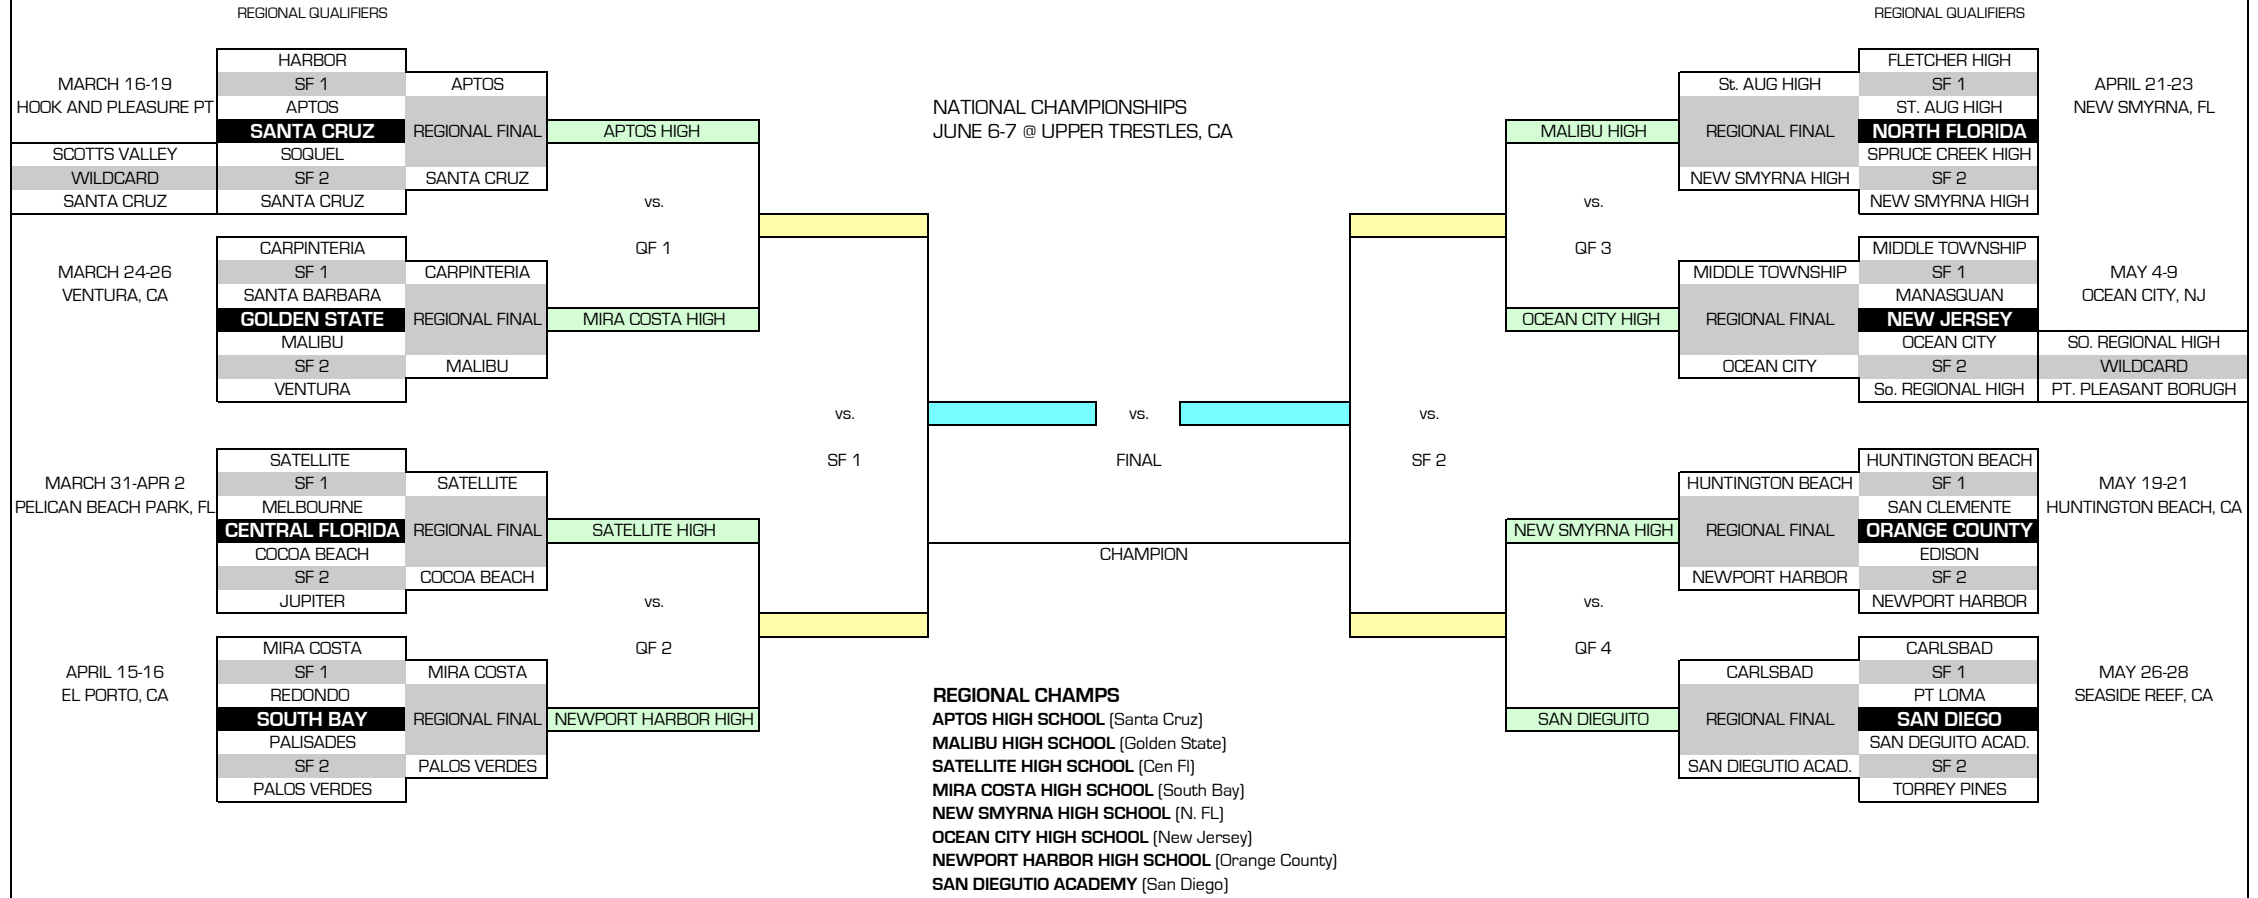 REGIONAL QUALIFIERS
HARBOR
MARCH 16-19
SF 1
APTOS
HOOK AND PLEASURE PT
APTOS
SANTA CRUZ
REGIONAL FINAL
APTOS HIGH
SCOTTS VALLEY
SOQUEL
WILDCARD
SF 2
SANTA CRUZ
SANTA CRUZ
SANTA CRUZ
vs.
QF 1
CARPINTERIA
MARCH 24-26
SF 1
CARPINTERIA
VENTURA, CA
SANTA BARBARA
GOLDEN STATE
REGIONAL FINAL
MIRA COSTA HIGH
MALIBU
SF 2
MALIBU
VENTURA
vs.
SF 1
SATELLITE
MARCH 31-APR 2
SF 1
SATELLITE
PELICAN BEACH PARK, FL
MELBOURNE
CENTRAL FLORIDA
REGIONAL FINAL
SATELLITE HIGH
COCOA BEACH
SF 2
COCOA BEACH
JUPITER
vs.
QF 2
MIRA COSTA
APRIL 15-16
SF 1
MIRA COSTA
EL PORTO, CA
REDONDO
SOUTH BAY
REGIONAL FINAL
NEWPORT HARBOR HIGH
PALISADES
SF 2
PALOS VERDES
PALOS VERDES
NATIONAL CHAMPIONSHIPS
JUNE 6-7 @ UPPER TRESTLES, CA
vs.
FINAL
CHAMPION
REGIONAL CHAMPS
APTOS HIGH SCHOOL (Santa Cruz)
MALIBU HIGH SCHOOL (Golden State)
SATELLITE HIGH SCHOOL (Cen Fl)
MIRA COSTA HIGH SCHOOL (South Bay)
NEW SMYRNA HIGH SCHOOL (N. FL)
OCEAN CITY HIGH SCHOOL (New Jersey)
NEWPORT HARBOR HIGH SCHOOL (Orange County)
SAN DIEGUTIO ACADEMY (San Diego)
REGIONAL QUALIFIERS
FLETCHER HIGH
St. AUG HIGH
SF 1
APRIL 21-23
ST. AUG HIGH
NEW SMYRNA, FL
MALIBU HIGH
REGIONAL FINAL
NORTH FLORIDA
SPRUCE CREEK HIGH
NEW SMYRNA HIGH
SF 2
NEW SMYRNA HIGH
vs.
QF 3
MIDDLE TOWNSHIP
MIDDLE TOWNSHIP
SF 1
MAY 4-9
MANASQUAN
OCEAN CITY, NJ
OCEAN CITY HIGH
REGIONAL FINAL
NEW JERSEY
OCEAN CITY
SO. REGIONAL HIGH
OCEAN CITY
SF 2
WILDCARD
So. REGIONAL HIGH
PT. PLEASANT BORUGH
vs.
SF 2
HUNTINGTON BEACH
HUNTINGTON BEACH
SF 1
MAY 19-21
SAN CLEMENTE
HUNTINGTON BEACH, CA
NEW SMYRNA HIGH
REGIONAL FINAL
ORANGE COUNTY
EDISON
NEWPORT HARBOR
SF 2
NEWPORT HARBOR
vs.
QF 4
CARLSBAD
CARLSBAD
SF 1
MAY 26-28
PT LOMA
SEASIDE REEF, CA
SAN DIEGUITO
REGIONAL FINAL
SAN DIEGO
SAN DEGUITO ACAD.
SAN DIEGUTIO ACAD.
SF 2
TORREY PINES